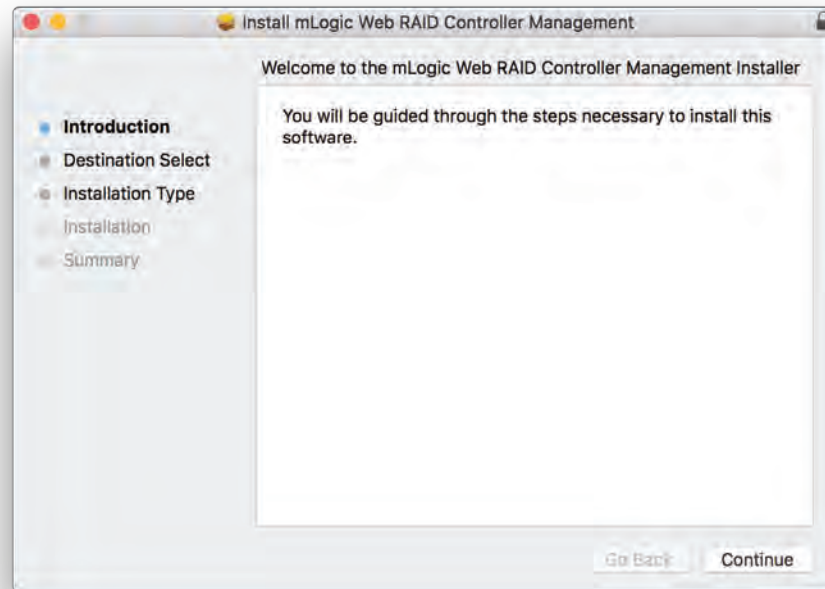 Install mLogic Web RAID Controller Management
Welcome to the mLogic Web RAID Controller Management Installer
Introduction
Destination Select
Installation Type
Installation
Summary
You will be guided through the steps necessary to install this
software.
Go Back
Continue